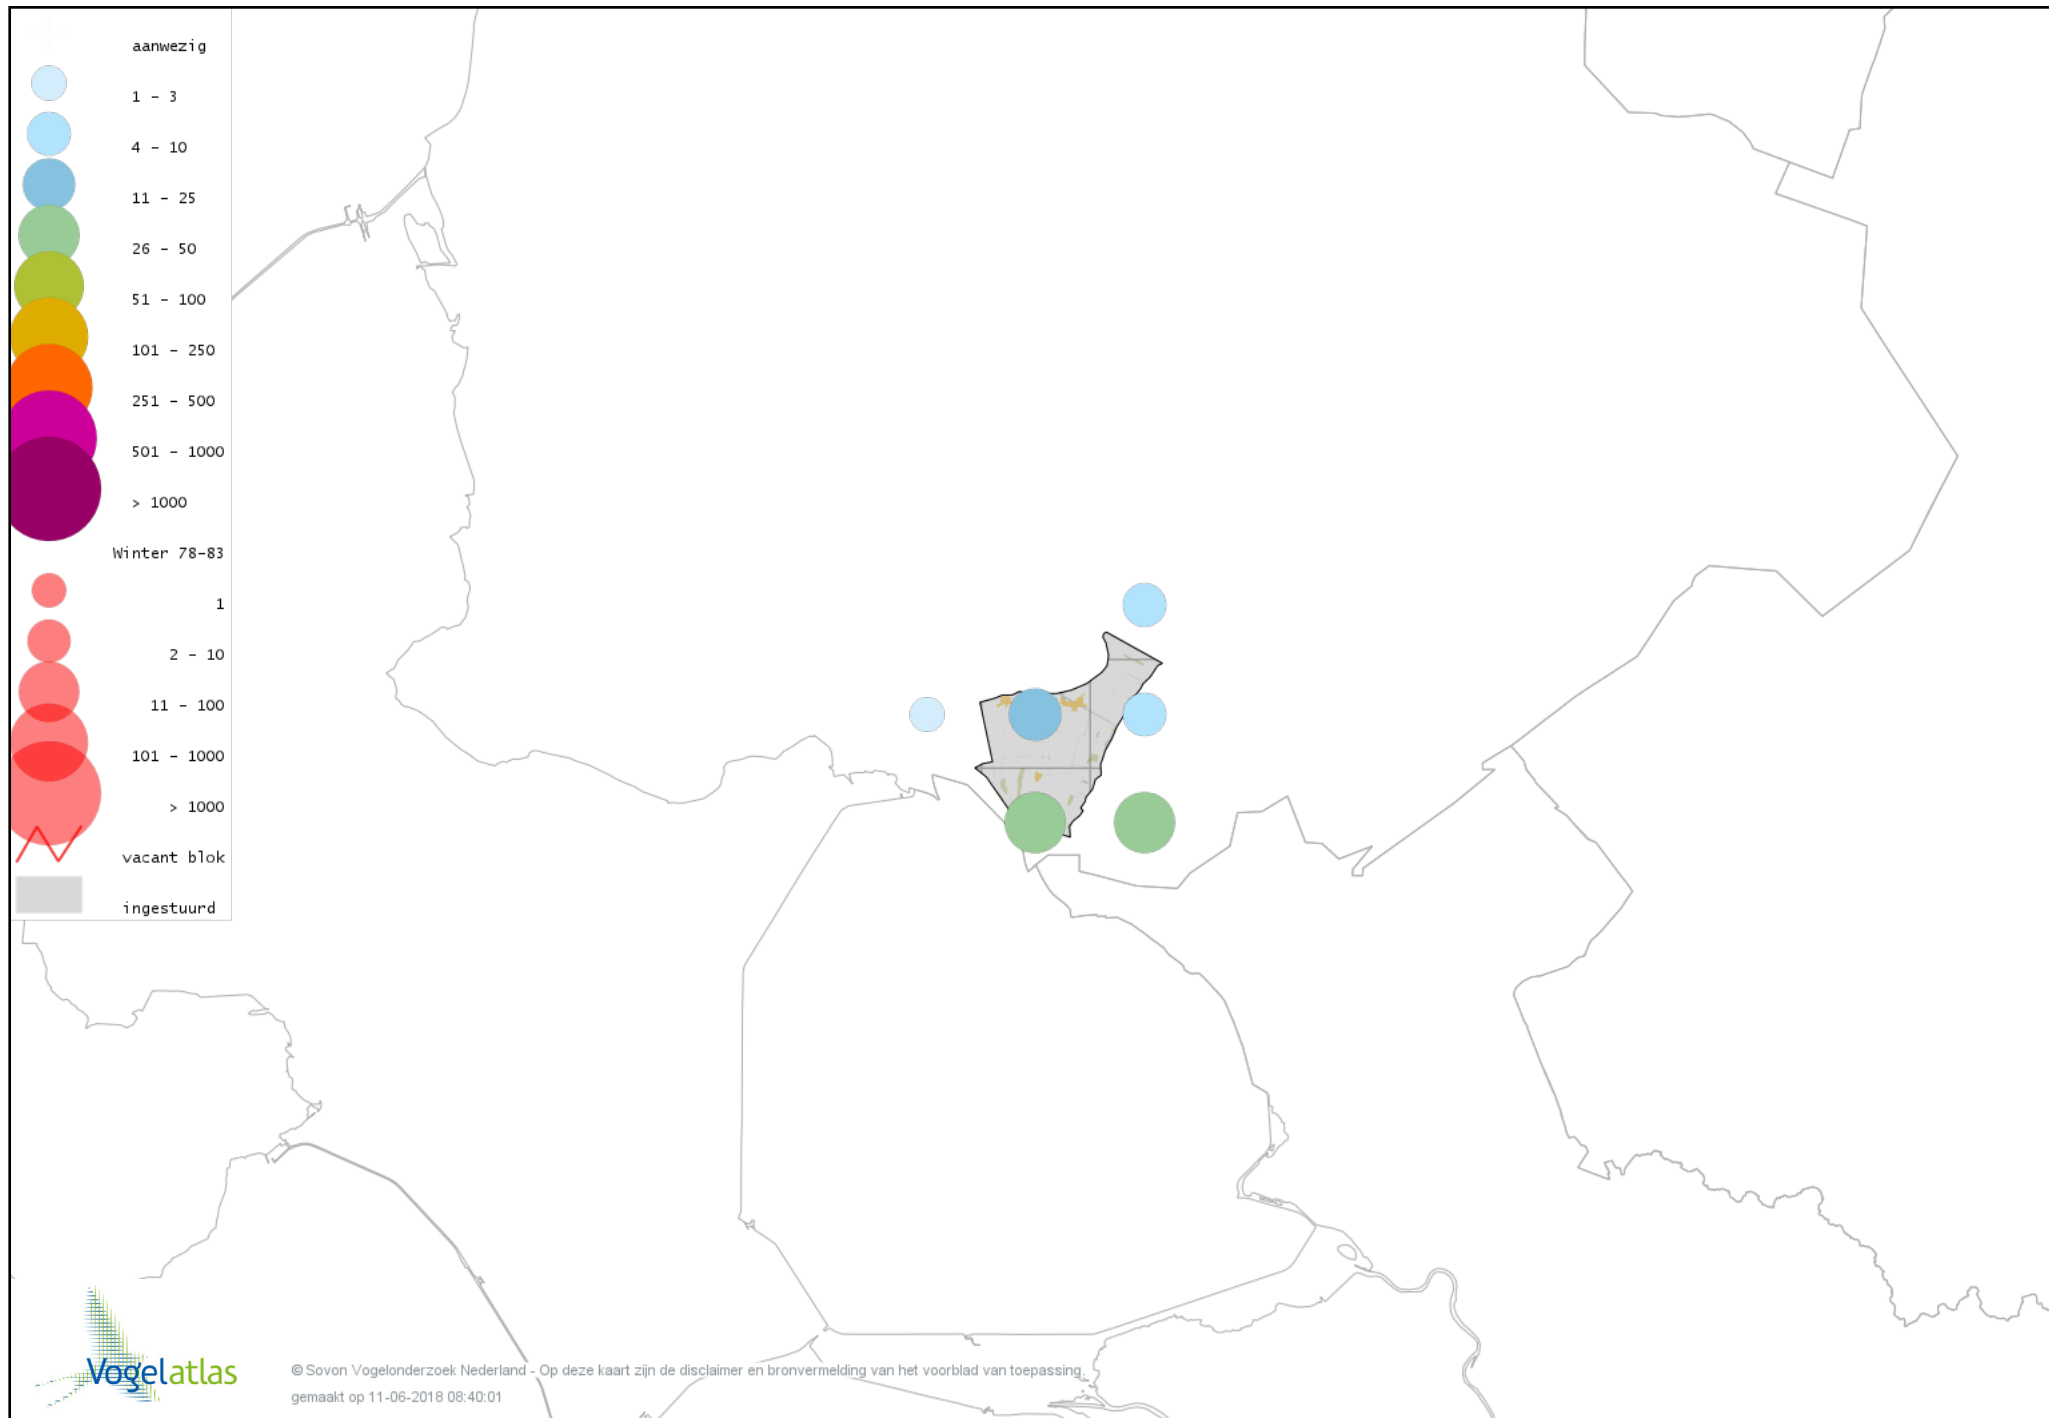 aanwezig
1 - 3
4 - 10
11 - 25
26 - 50
51 - 100
101 - 250
251 - 500
501 - 1000
> 1000
Winter 78-83
1
2 - 10
11 - 100
101 - 1000
> 1000
vacant blok
ingestuurd
Vogelatlas
© Sovon Vogelonderzoek Nederland - Op deze kaart zijn de disclaimer en bronvermelding van het voorblad van toepassing.
gemaakt op 11-06-2018 08:40:01